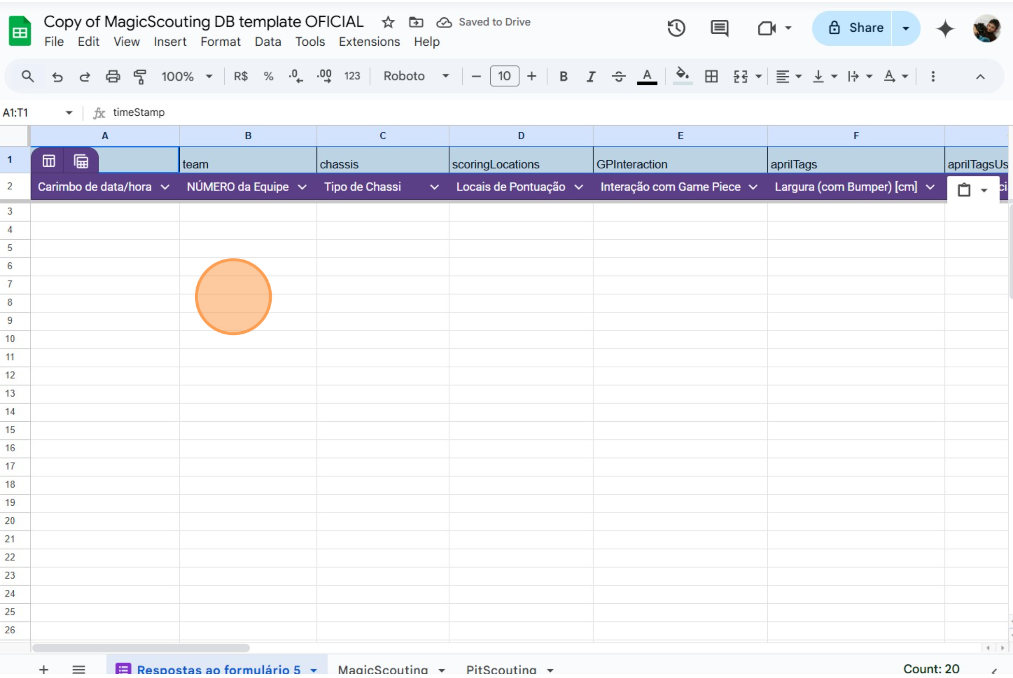 Copy of MagicScouting DB template OFICIAL Saved to Drive
File Edit View Insert Format Data Tools Extensions Help
Share
100% R$ % .0 .00 123 Roboto 10 B I A
A1:T1 fx timeStamp
A B C D E F
1 team chassis scoringLocations GPInteraction aprilTags aprilTagsUs
2 Carimbo de data/hora NÚMERO da Equipe Tipo de Chassi Locais de Pontuação Interação com Game Piece Largura (com Bumper) [cm]
3
4
5
6
7
8
9
10
11
12
13
14
15
16
17
18
19
20
21
22
23
24
25
26
Respostas ao formulário 5 MagicScouting PitScouting Count: 20